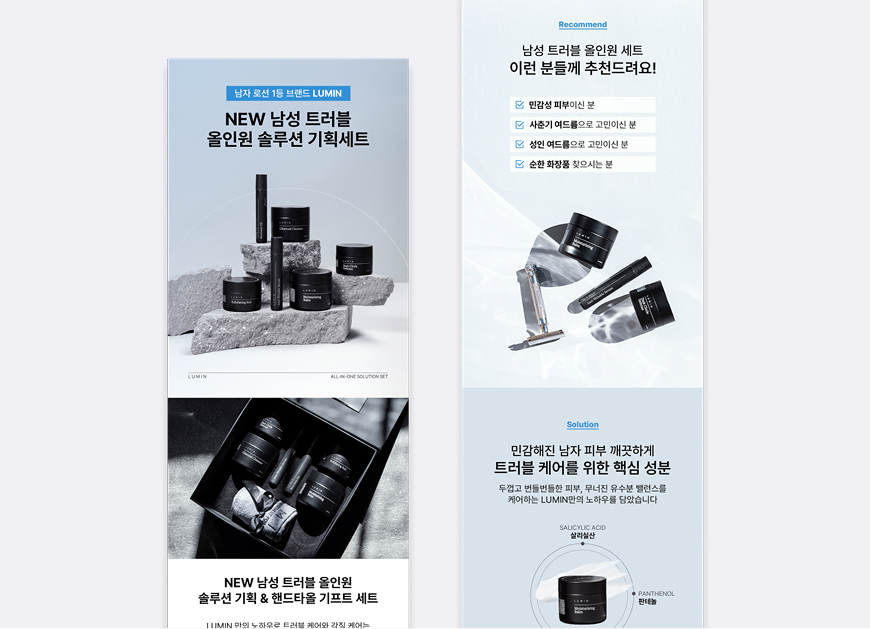 남자 로션 1등 브랜드 LUMIN
NEW 남성 트러블
올인원 솔루션 기획세트
LUMIN
ALL-IN-ONE SOLUTION SET
NEW 남성 트러블 올인원
솔루션 기획 & 핸드타올 기프트 세트
LUMIN 만의 노하우로 트러블 케어와 각질 케어는
Recommend
남성 트러블 올인원 세트
이런 분들께 추천드려요!
민감성 피부이신 분
사춘기 여드름으로 고민이신 분
성인 여드름으로 고민이신 분
순한 화장품 찾으시는 분
LUMIN
Moisturizing
Balm
Solution
민감해진 남자 피부 깨끗하게
트러블 케어를 위한 핵심 성분
두껍고 번들번들한 피부, 무너진 유수분 밸런스를
케어하는 LUMIN만의 노하우를 담았습니다
SALICYLIC ACID
살리실산
PANTHENOL
판테놀
LUMIN
Moisturizing
Balm